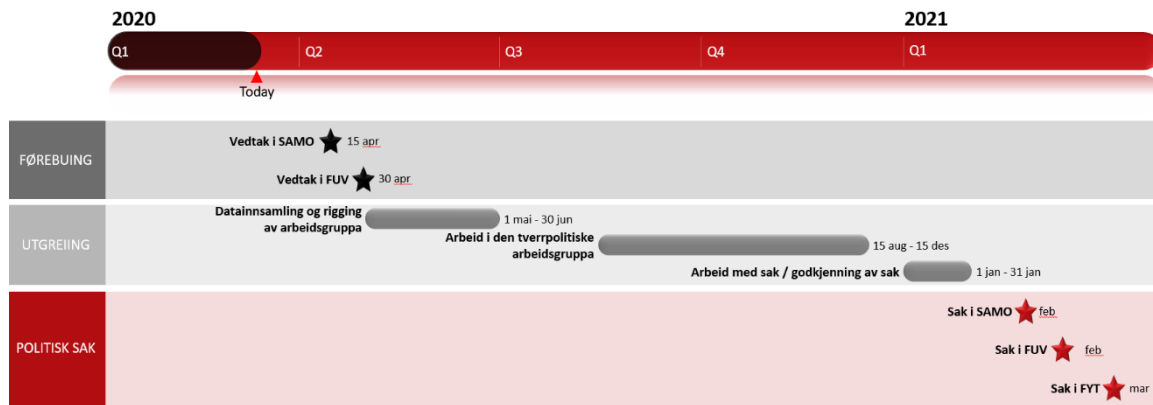 2020
2021
Q1
Q2
Q3
Q4
Q1
Today
FØREBUING
Vedtak i SAMO
15 apr
Vedtak i FUV
30 apr
UTGREIING
Datainnsamling og rigging
av arbeidsgruppa
1 mai - 30 jun
Arbeid i den tverrpolitiske
arbeidsgruppa
15 aug - 15 des
Arbeid med sak / godkjenning av sak
1 jan - 31 jan
POLITISK SAK
Sak i SAMO
feb
Sak i FUV
feb
Sak i FYT
mar